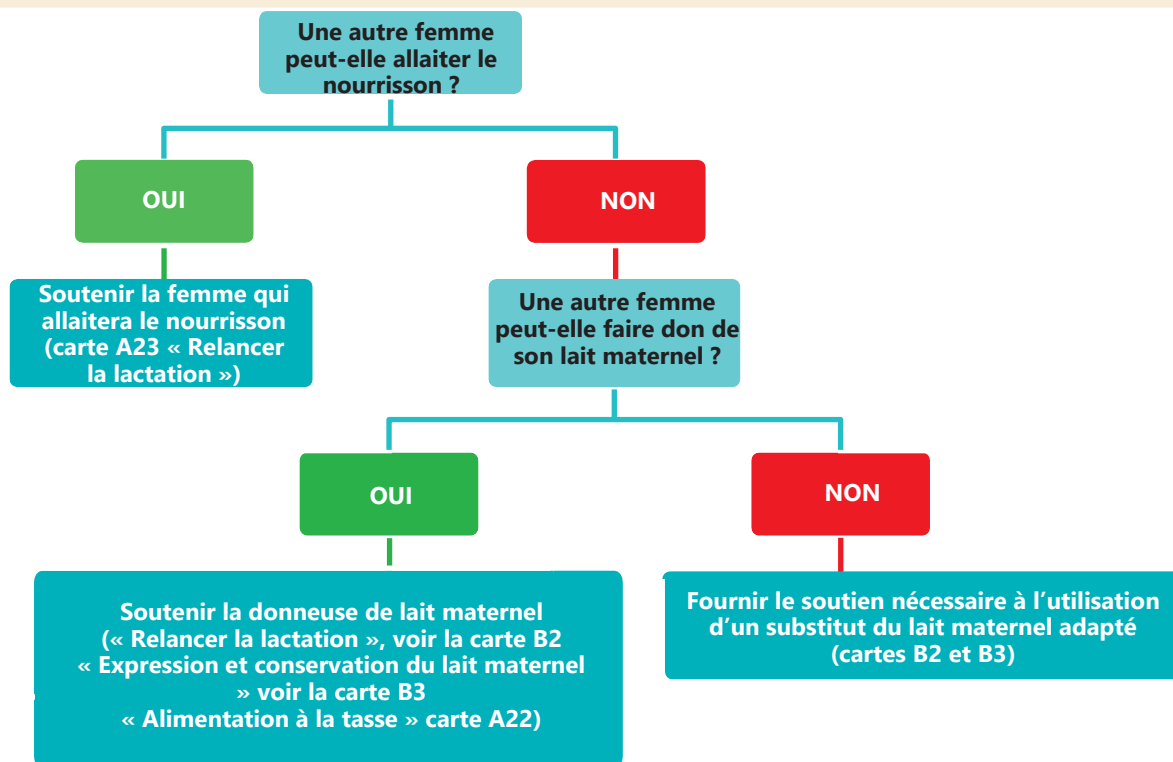 Une autre femme
peut-elle allaiter le
nourrisson ?
OUI
NON
Soutenir la femme qui
allaitera le nourrisson
(carte A23 « Relancer
la lactation »)
Une autre femme
peut-elle faire don de
son lait maternel ?
OUI
NON
Soutenir la donneuse de lait maternel
(« Relancer la lactation », voir la carte B2
« Expression et conservation du lait maternel
» voir la carte B3
« Alimentation à la tasse » carte A22)
Fournir le soutien nécessaire à l’utilisation
d’un substitut du lait maternel adapté
(cartes B2 et B3)